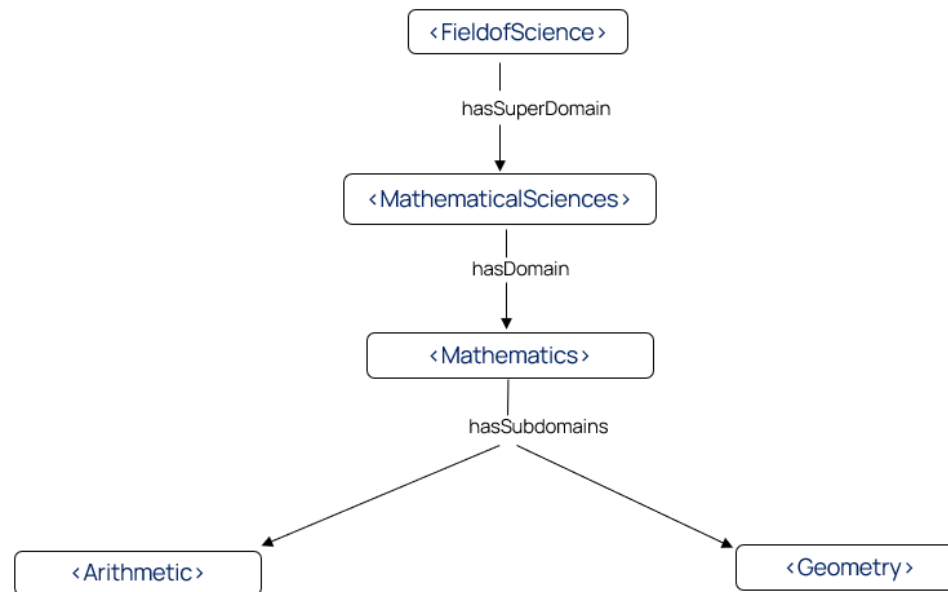 <FieldofScience>
hasSuperDomain
<MathematicalSciences>
hasDomain
<Mathematics>
hasSubdomains
<Arithmetic>
<Geometry>